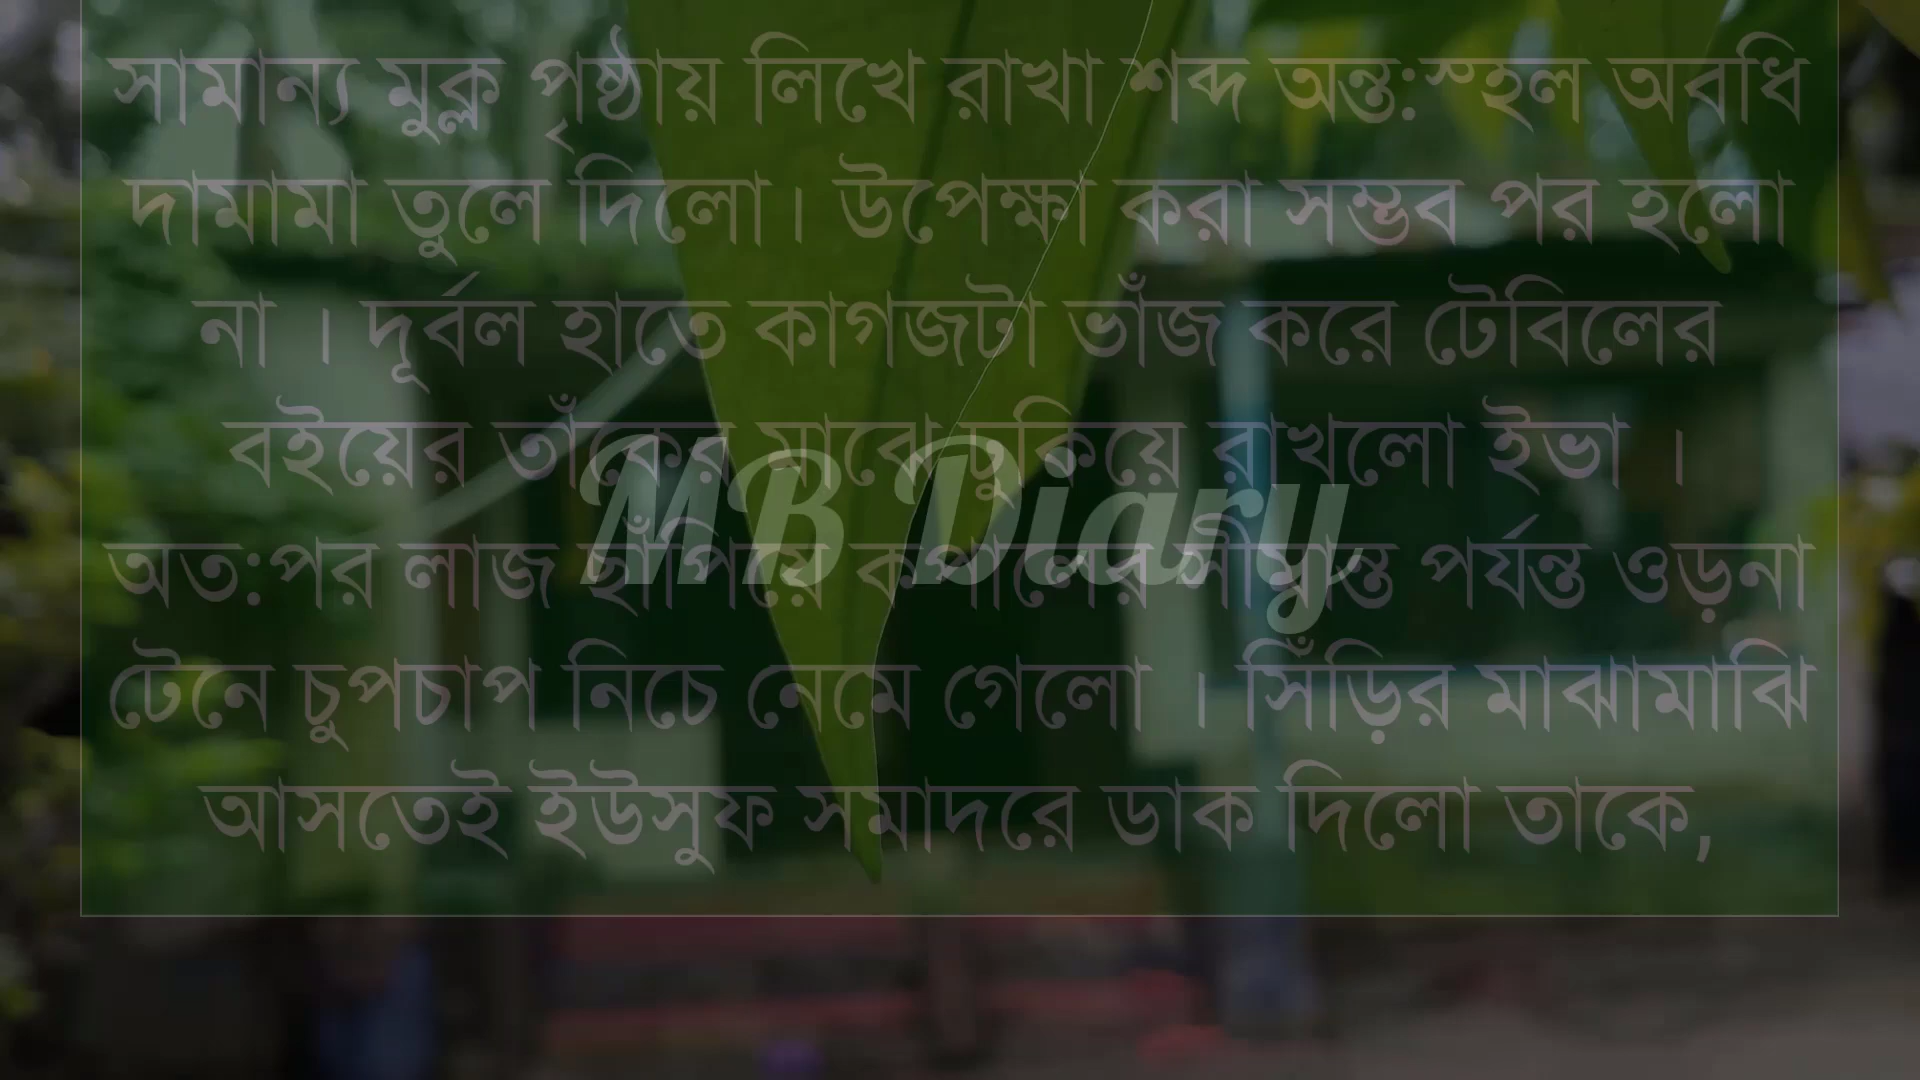 সামান্য মুক্ল পৃষ্ঠায় লিখে রাখা শব্দ অন্ত:স্হল অবধি
দামামা তুলে দিলো। উপেক্ষা করা সম্ভব পর হলো
না । দূর্বল হাতে কাগজটা ভাঁজ করে টেবিলের
বইয়ের তাঁকের মাঝে ঢুকিয়ে রাখলো ইভা ।
MB Diary
অত:পর লাজ ছাঁপিয়ে কপালের সীমান্ত পর্যন্ত ওড়না
টেনে চুপচাপ নিচে নেমে গেলো । সিঁড়ির মাঝামাঝি
আসতেই ইউসুফ সমাদরে ডাক দিলো তাকে,